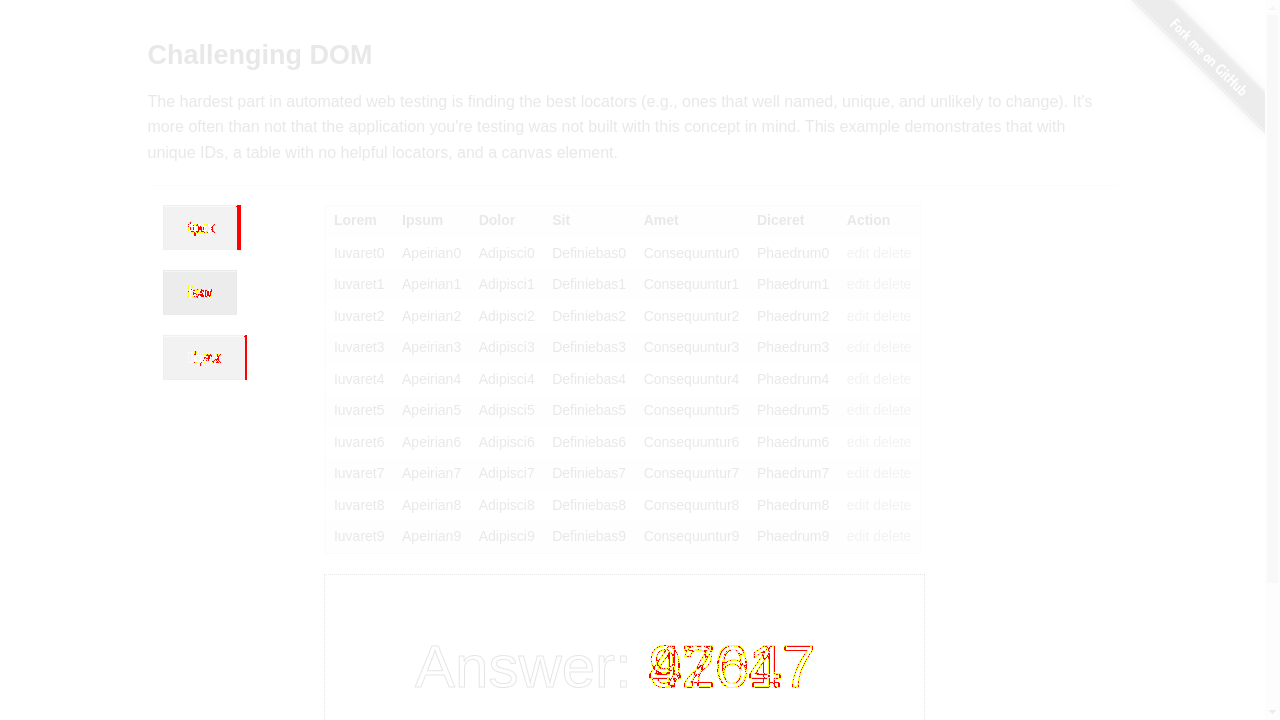 Fork me on GitHub
Challenging DOM
The hardest part in automated web testing is finding the best locators (e.g., ones that well named, unique, and unlikely to change). It's
more often than not that the application you're testing was not built with this concept in mind. This example demonstrates that with
unique IDs, a table with no helpful locators, and a canvas element.
Lorem Ipsum Dolor Sit Amet Diceret Action
Iuvaret0 Apeirian0 Adipisci0 Definiebas0 Consequuntur0 Phaedrum0 edit delete
Iuvaret1 Apeirian1 Adipisci1 Definiebas1 Consequuntur1 Phaedrum1 edit delete
Iuvaret2 Apeirian2 Adipisci2 Definiebas2 Consequuntur2 Phaedrum2 edit delete
Iuvaret3 Apeirian3 Adipisci3 Definiebas3 Consequuntur3 Phaedrum3 edit delete
Iuvaret4 Apeirian4 Adipisci4 Definiebas4 Consequuntur4 Phaedrum4 edit delete
Iuvaret5 Apeirian5 Adipisci5 Definiebas5 Consequuntur5 Phaedrum5 edit delete
Iuvaret6 Apeirian6 Adipisci6 Definiebas6 Consequuntur6 Phaedrum6 edit delete
Iuvaret7 Apeirian7 Adipisci7 Definiebas7 Consequuntur7 Phaedrum7 edit delete
Iuvaret8 Apeirian8 Adipisci8 Definiebas8 Consequuntur8 Phaedrum8 edit delete
Iuvaret9 Apeirian9 Adipisci9 Definiebas9 Consequuntur9 Phaedrum9 edit delete
Answer: